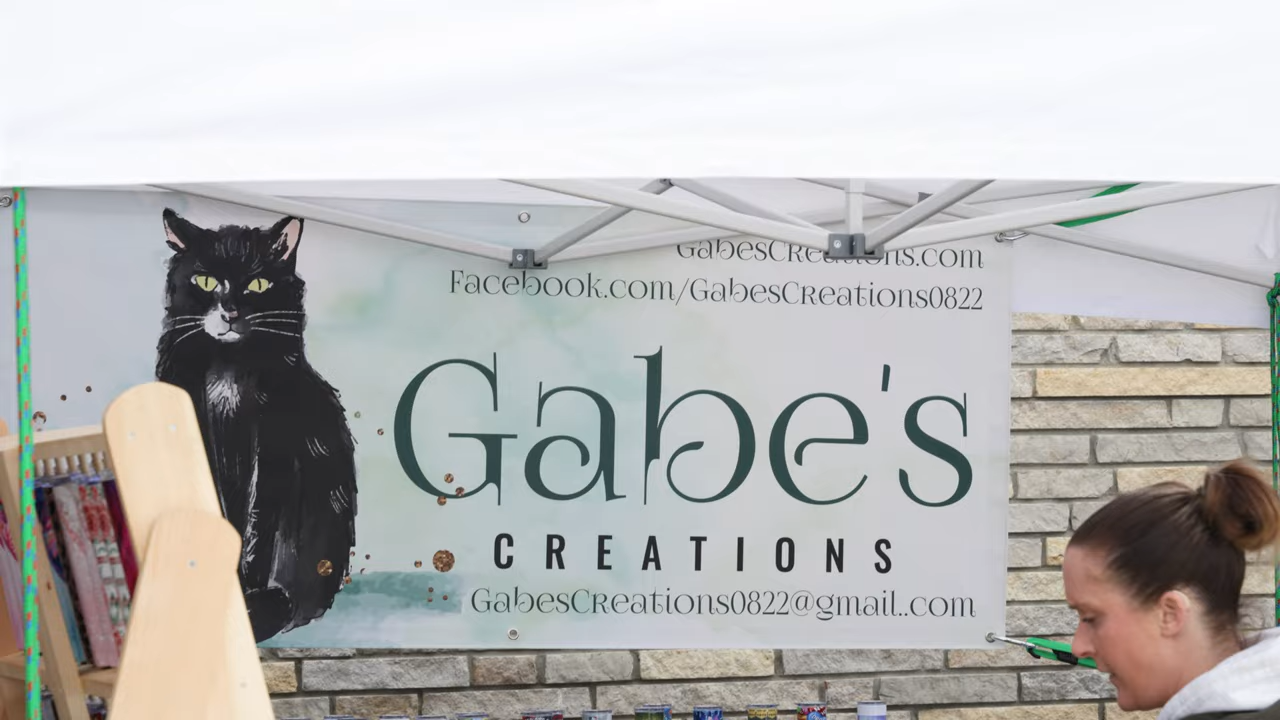 GabesCreations.com
Facebook.com/GabesCreations0822
Gabe's
CREATIONS
GabesCreations0822@gmail..com